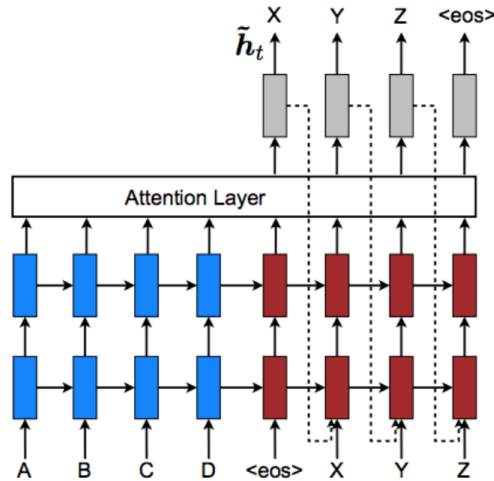 X Y Z <eos>
h̃ₜ
Attention Layer
A B C D <eos> X Y Z